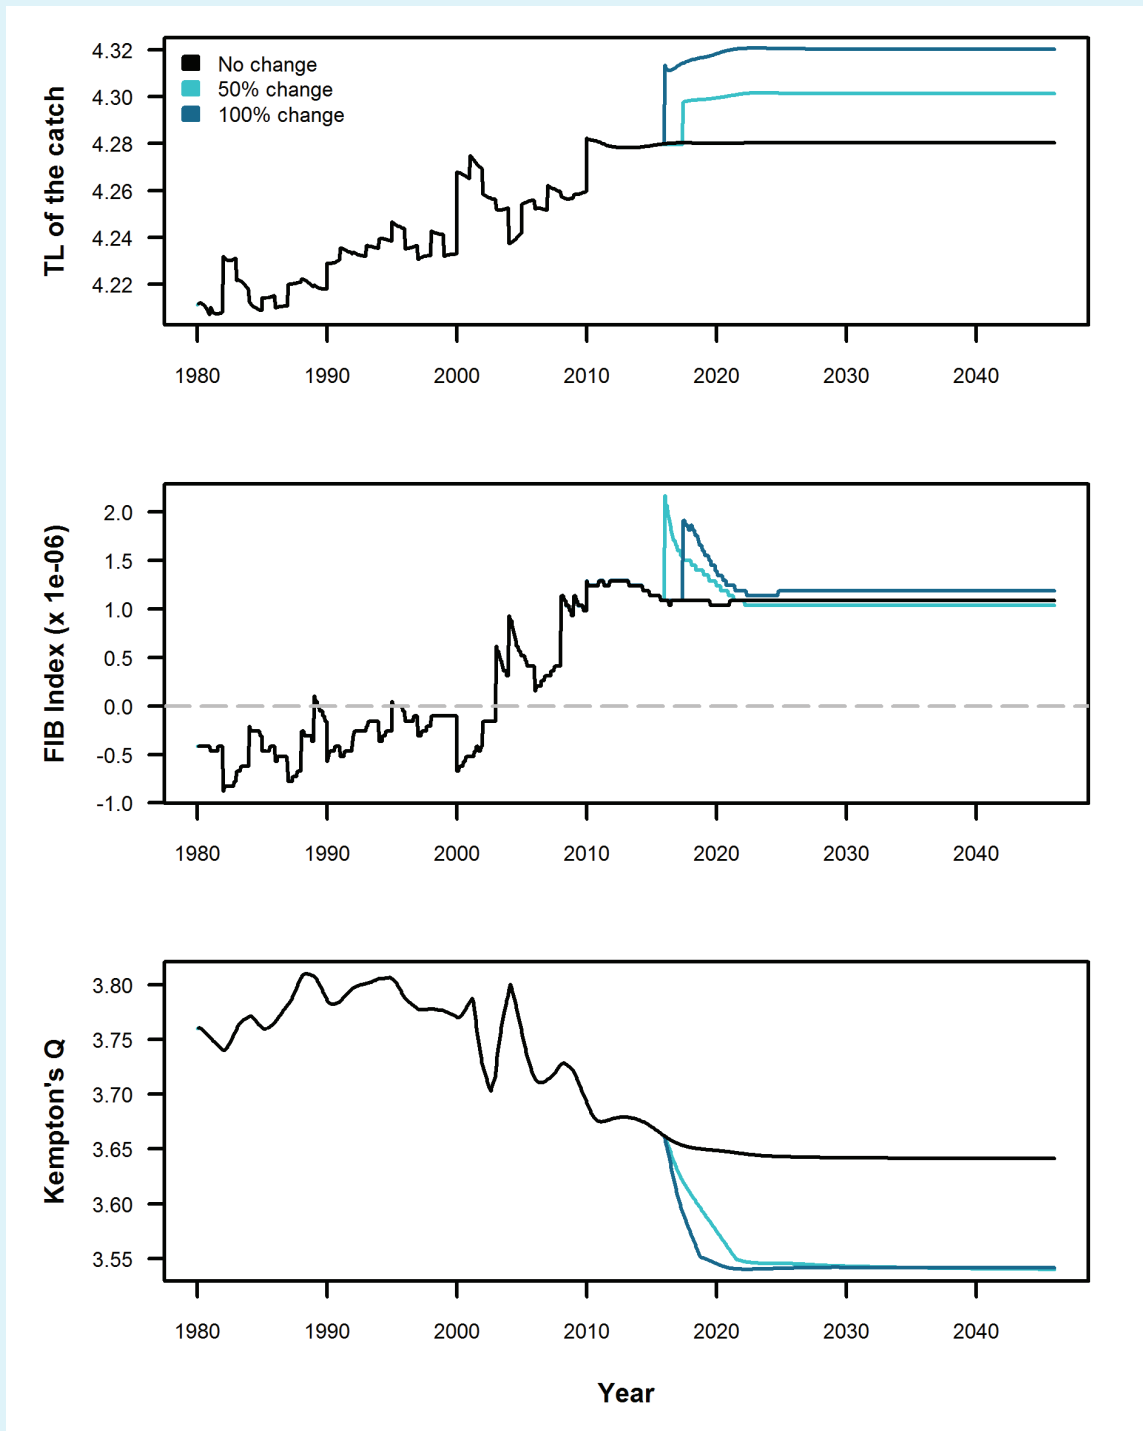 TL of the catch
4.32
4.30
4.28
4.26
4.24
4.22
No change
50% change
100% change
1980 1990 2000 2010 2020 2030 2040
FIB Index (x 1e-06)
2.0
1.5
1.0
0.5
0.0
-0.5
-1.0
1980 1990 2000 2010 2020 2030 2040
Kempton's Q
3.80
3.75
3.70
3.65
3.60
3.55
1980 1990 2000 2010 2020 2030 2040
Year